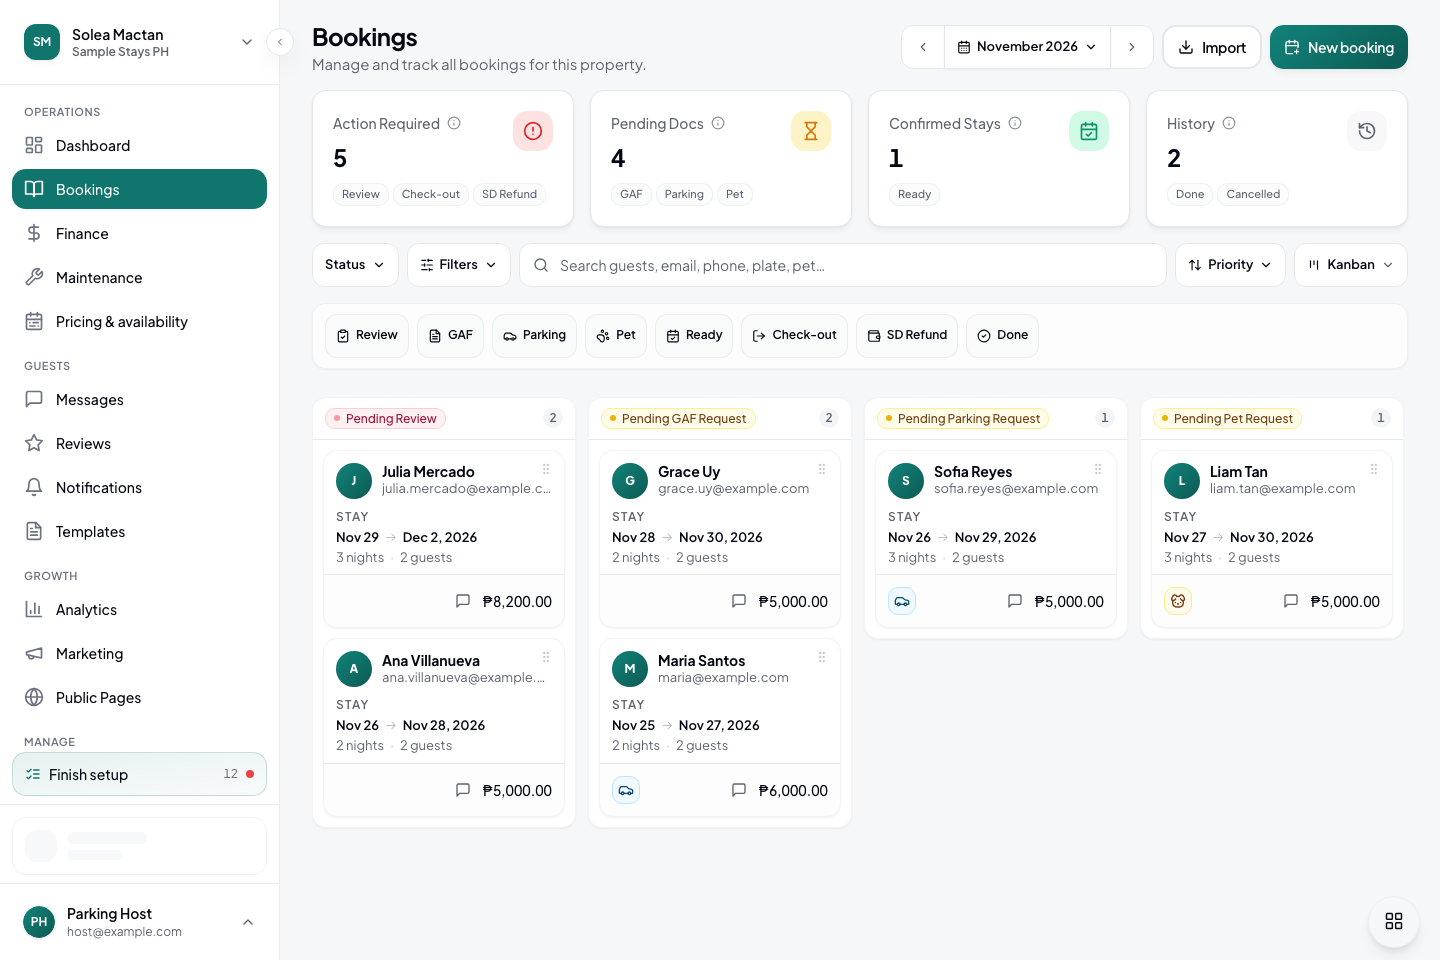 SM
Solea Mactan
Sample Stays PH
OPERATIONS
Dashboard
Bookings
Finance
Maintenance
Pricing & availability
GUESTS
Messages
Reviews
Notifications
Templates
GROWTH
Analytics
Marketing
Public Pages
MANAGE
Finish setup 12
PH
Parking Host
host@example.com
Bookings
Manage and track all bookings for this property.
November 2026
Import
New booking
Action Required
5
Review Check-out SD Refund
Pending Docs
4
GAF Parking Pet
Confirmed Stays
1
Ready
History
2
Done Cancelled
Status
Filters
Search guests, email, phone, plate, pet...
Priority
Kanban
Review GAF Parking Pet Ready Check-out SD Refund Done
Pending Review 2
J
Julia Mercado
julia.mercado@example.c...
STAY
Nov 29 → Dec 2, 2026
3 nights · 2 guests
₱8,200.00
A
Ana Villanueva
ana.villanueva@example....
STAY
Nov 26 → Nov 28, 2026
2 nights · 2 guests
₱5,000.00
Pending GAF Request 2
G
Grace Uy
grace.uy@example.com
STAY
Nov 28 → Nov 30, 2026
2 nights · 2 guests
₱5,000.00
M
Maria Santos
maria@example.com
STAY
Nov 25 → Nov 27, 2026
2 nights · 2 guests
₱6,000.00
Pending Parking Request 1
S
Sofia Reyes
sofia.reyes@example.com
STAY
Nov 26 → Nov 29, 2026
3 nights · 2 guests
₱5,000.00
Pending Pet Request 1
L
Liam Tan
liam.tan@example.com
STAY
Nov 27 → Nov 30, 2026
3 nights · 2 guests
₱5,000.00